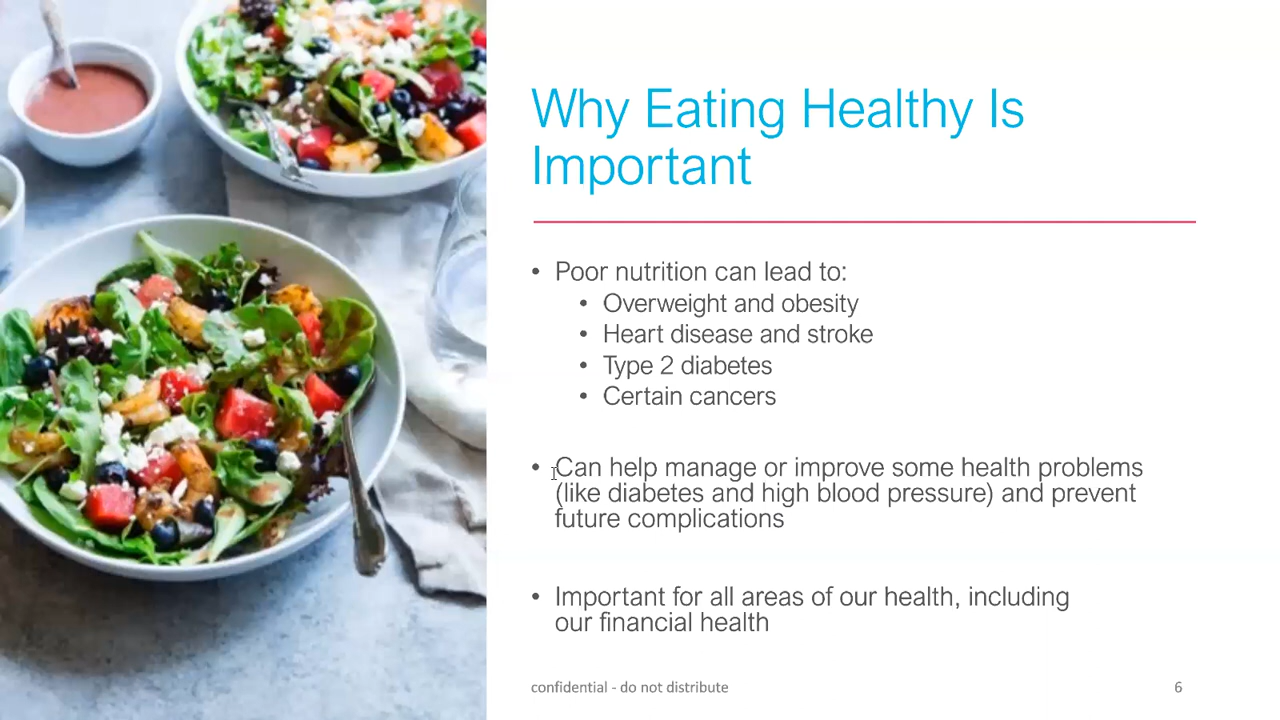 Why Eating Healthy Is
Important
• Poor nutrition can lead to:
• Overweight and obesity
• Heart disease and stroke
• Type 2 diabetes
• Certain cancers
• Can help manage or improve some health problems
(like diabetes and high blood pressure) and prevent
future complications
• Important for all areas of our health, including
our financial health
confidential - do not distribute
6